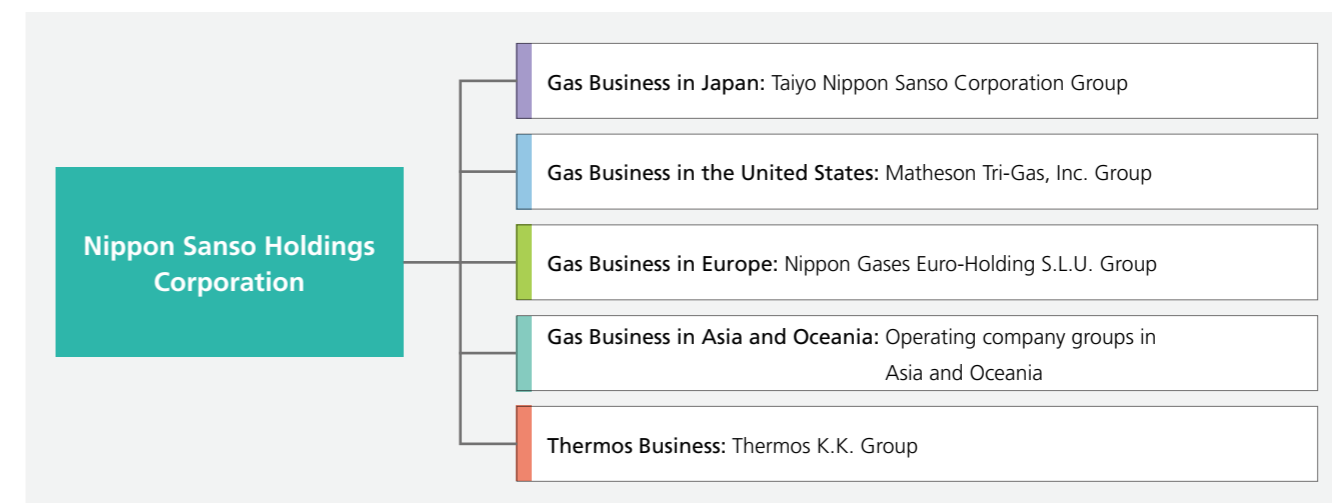 Nippon Sanso Holdings
Corporation
Gas Business in Japan: Taiyo Nippon Sanso Corporation Group
Gas Business in the United States: Matheson Tri-Gas, Inc. Group
Gas Business in Europe: Nippon Gases Euro-Holding S.L.U. Group
Gas Business in Asia and Oceania: Operating company groups in
Asia and Oceania
Thermos Business: Thermos K.K. Group